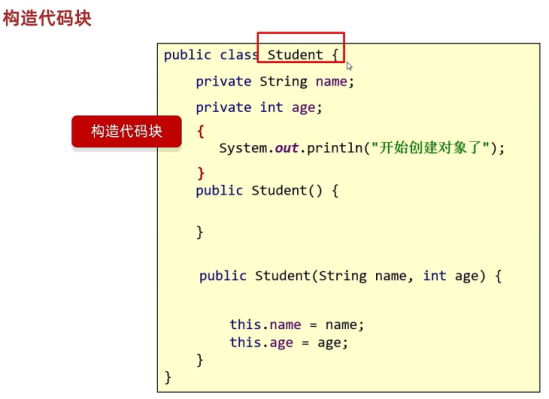 构造代码块
public class Student {
private String name;
private int age;
构造代码块
{
System.out.println("开始创建对象了");
}
public Student() {
}
public Student(String name, int age) {
this.name = name;
this.age = age;
}
}